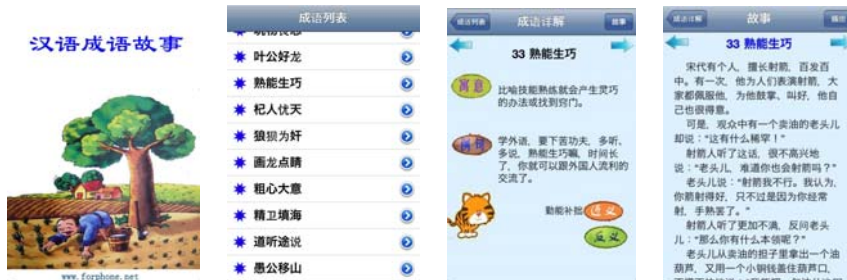 汉语成语故事
www.forphone.net
成语列表
叶公好龙
熟能生巧
杞人忧天
狼狈为奸
画龙点睛
粗心大意
精卫填海
道听途说
愚公移山
成语列表
成语详解
故事
33 熟能生巧
寓意
比喻技能熟练就会产生灵巧
的办法或找到窍门。
例句
学外语，要下苦功夫，多听、
多说，熟能生巧嘛，时间长
了，你就可以跟外国人流利的
交流了。
勤能补拙
近义
反义
成语详解
故事
33 熟能生巧
宋代有个人，擅长射箭，百发百
中。有一次，他为人们表演射箭，大
家都佩服他，为他鼓掌、叫好，他自
己也很得意。
可是，观众中有一个卖油的老头儿
却说：“这有什么稀罕！”
射箭人听了这话，很不高兴地
说：“老头儿，难道你也会射箭吗？”
老头儿说：“射箭我不行。我认为，
你箭射得好，只不过是因为你经常
射，手熟罢了。”
射箭人听了更加不满，反问老头
儿：“那么你有什么本领呢？”
老头儿从卖油的担子里拿出一个油
葫芦，又用一个小铜钱盖住葫芦口，